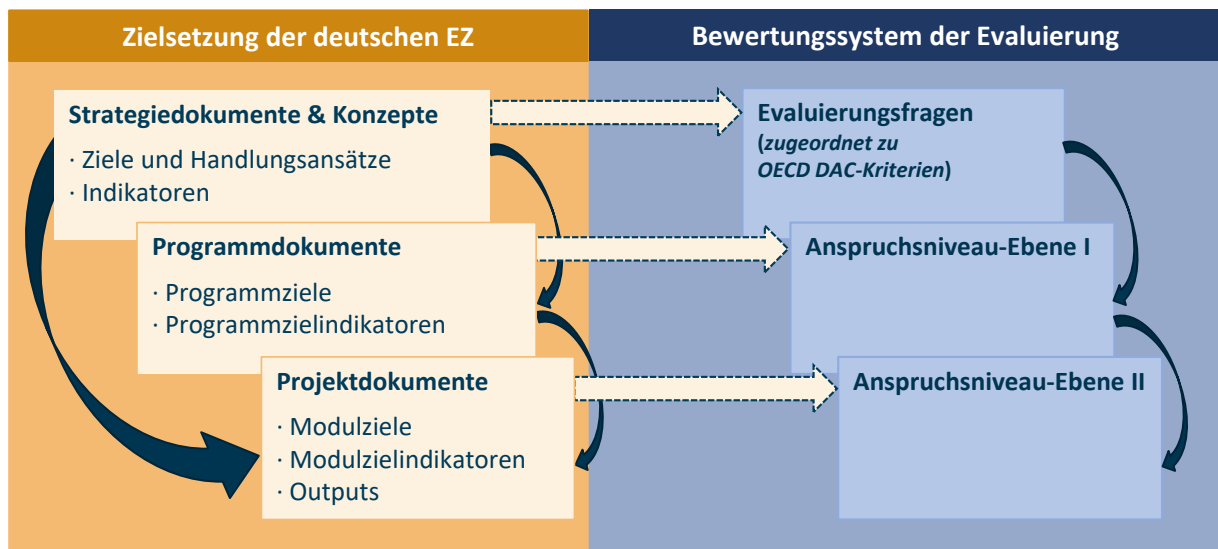 Zielsetzung der deutschen EZ
Bewertungssystem der Evaluierung
Strategiedokumente & Konzepte
· Ziele und Handlungsansätze
· Indikatoren
Evaluierungsfragen
(zugeordnet zu
OECD DAC-Kriterien)
Programmdokumente
· Programmziele
· Programmzielindikatoren
Anspruchsniveau-Ebene I
Projektdokumente
· Modulziele
· Modulzielindikatoren
· Outputs
Anspruchsniveau-Ebene II